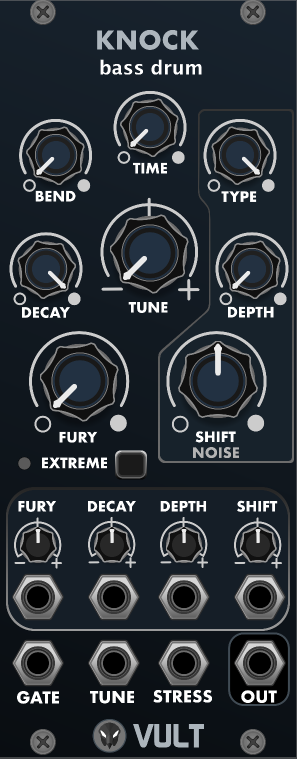 KNOCK
bass drum
TIME
BEND
TYPE
TUNE
DECAY
DEPTH
FURY
SHIFT
NOISE
EXTREME
FURY DECAY DEPTH SHIFT
GATE TUNE STRESS OUT
VULT